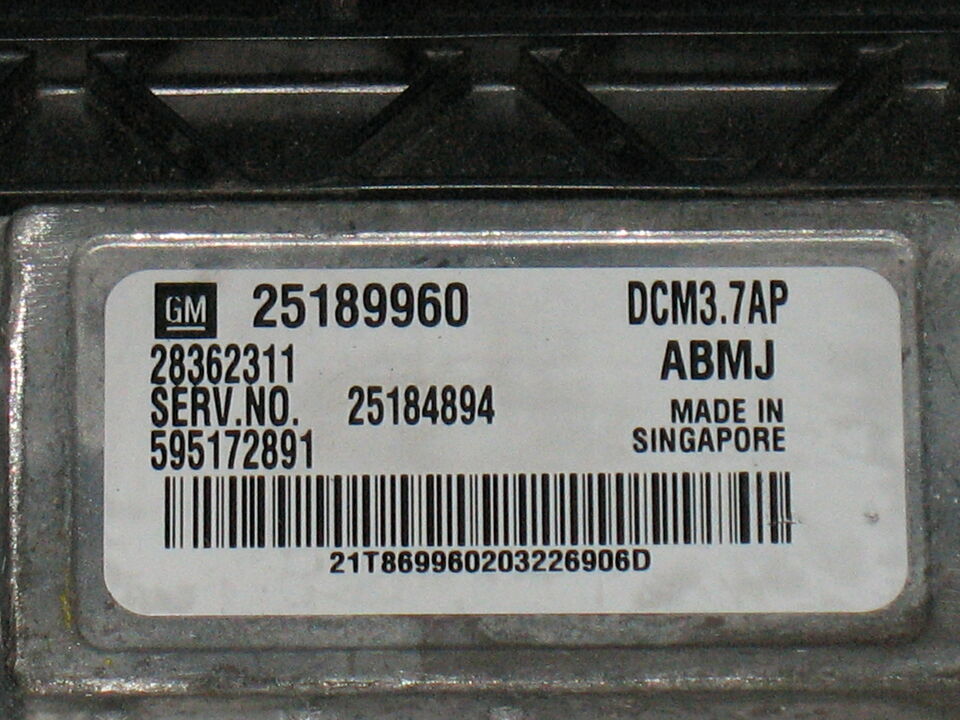 GM 25189960 DCM3.7AP
28362311 ABMJ
SERV.NO. 25184894 MADE IN
595172891 SINGAPORE
21T869960203226906D